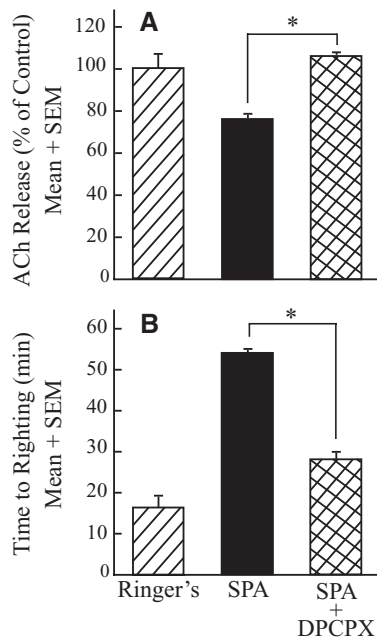 A
*
ACh Release (% of Control)
Mean + SEM
120
100
80
60
40
20
0
B
*
Time to Righting (min)
Mean + SEM
60
50
40
30
20
10
0
Ringer's
SPA
SPA
+
DPCPX